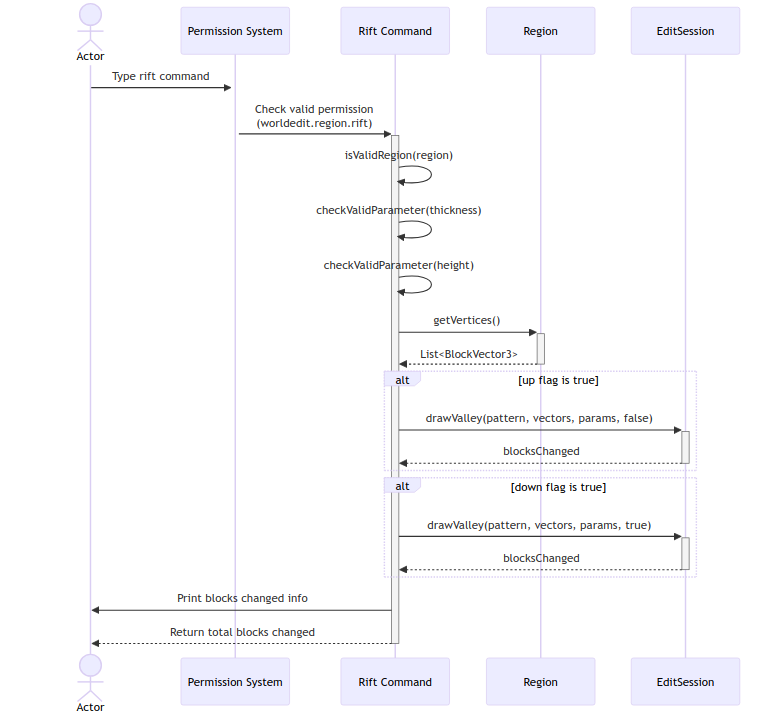 Permission System
Rift Command
Region
EditSession
Actor
Type rift command
Check valid permission
(worldedit.region.rift)
isValidRegion(region)
checkValidParameter(thickness)
checkValidParameter(height)
getVertices()
List<BlockVector3>
alt
[up flag is true]
drawValley(pattern, vectors, params, false)
blocksChanged
alt
[down flag is true]
drawValley(pattern, vectors, params, true)
blocksChanged
Print blocks changed info
Return total blocks changed
Permission System
Rift Command
Region
EditSession
Actor